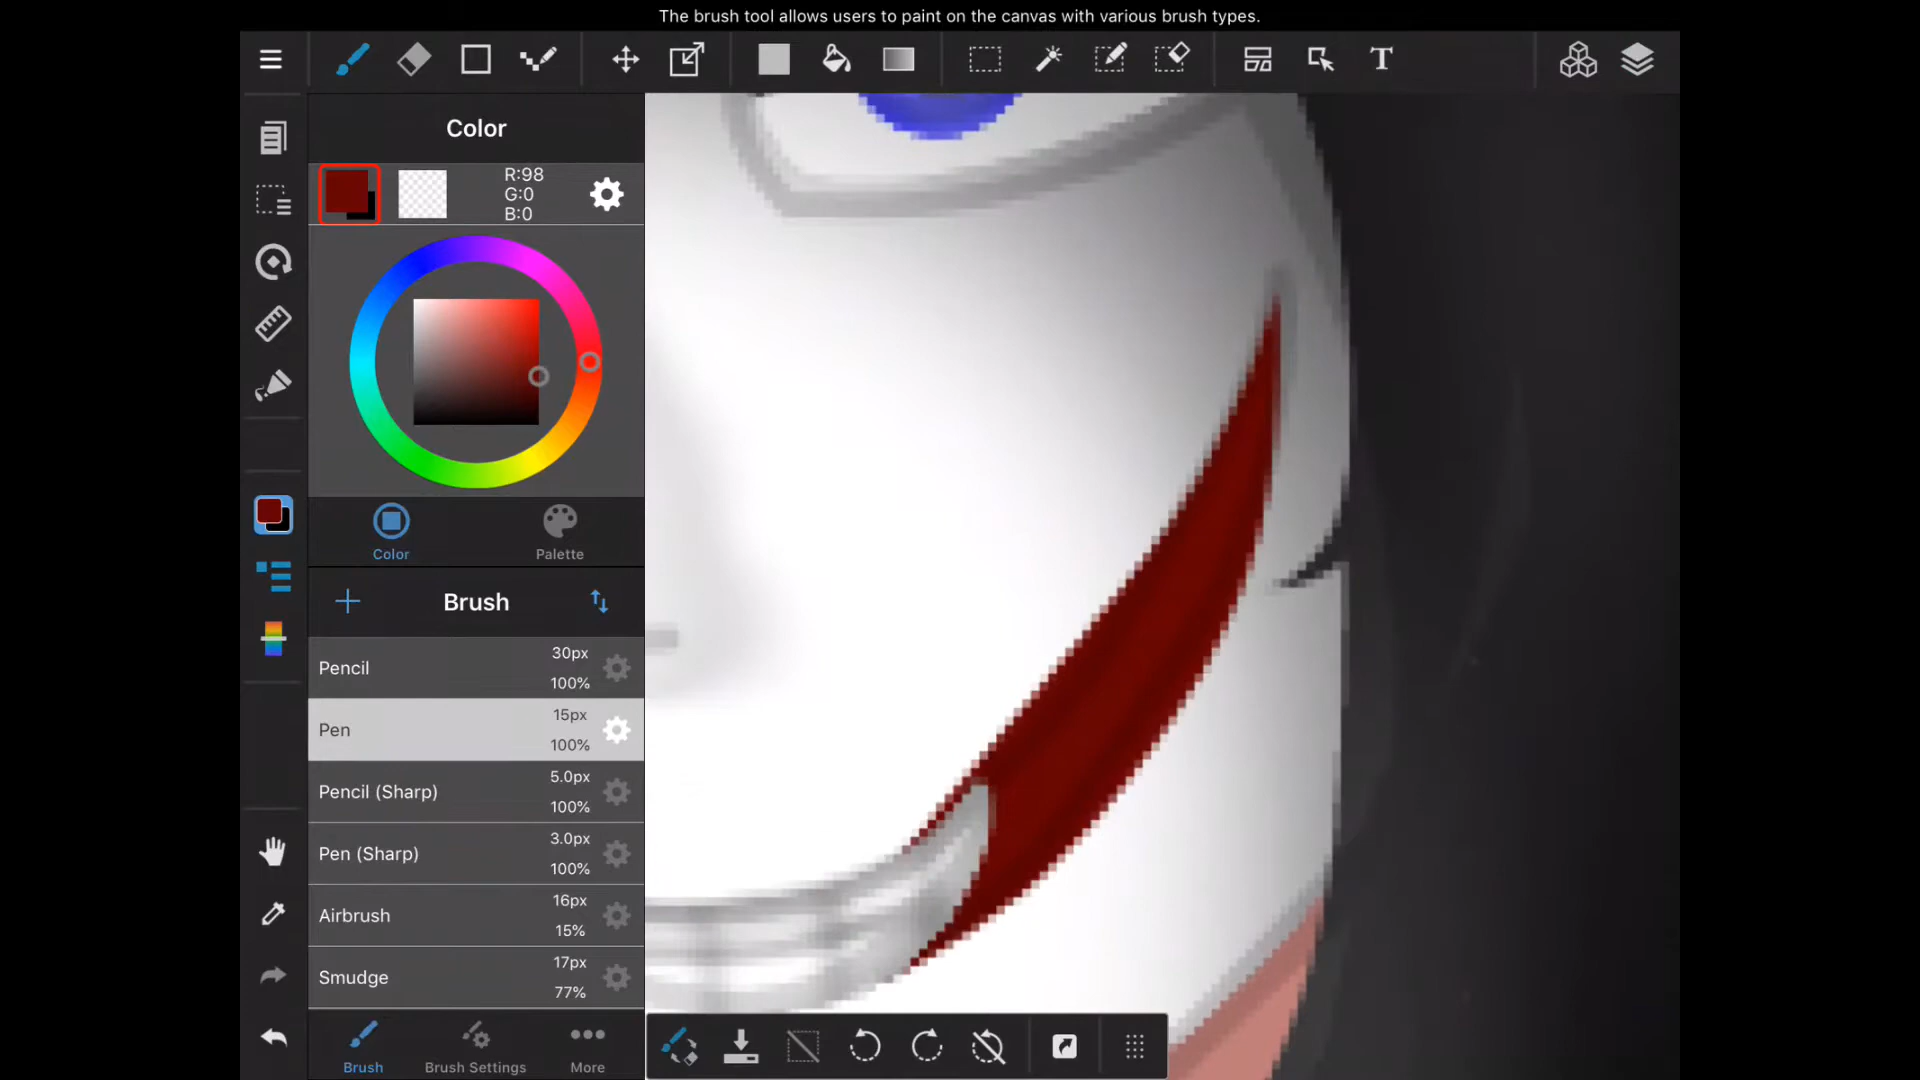 The brush tool allows users to paint on the canvas with various brush types.
T
Color
R:98
G:0
B:0
Color
Palette
Brush
Pencil
30px
100%
Pen
15px
100%
Pencil (Sharp)
5.0px
100%
Pen (Sharp)
3.0px
100%
Airbrush
16px
15%
Smudge
17px
77%
Brush
Brush Settings
More